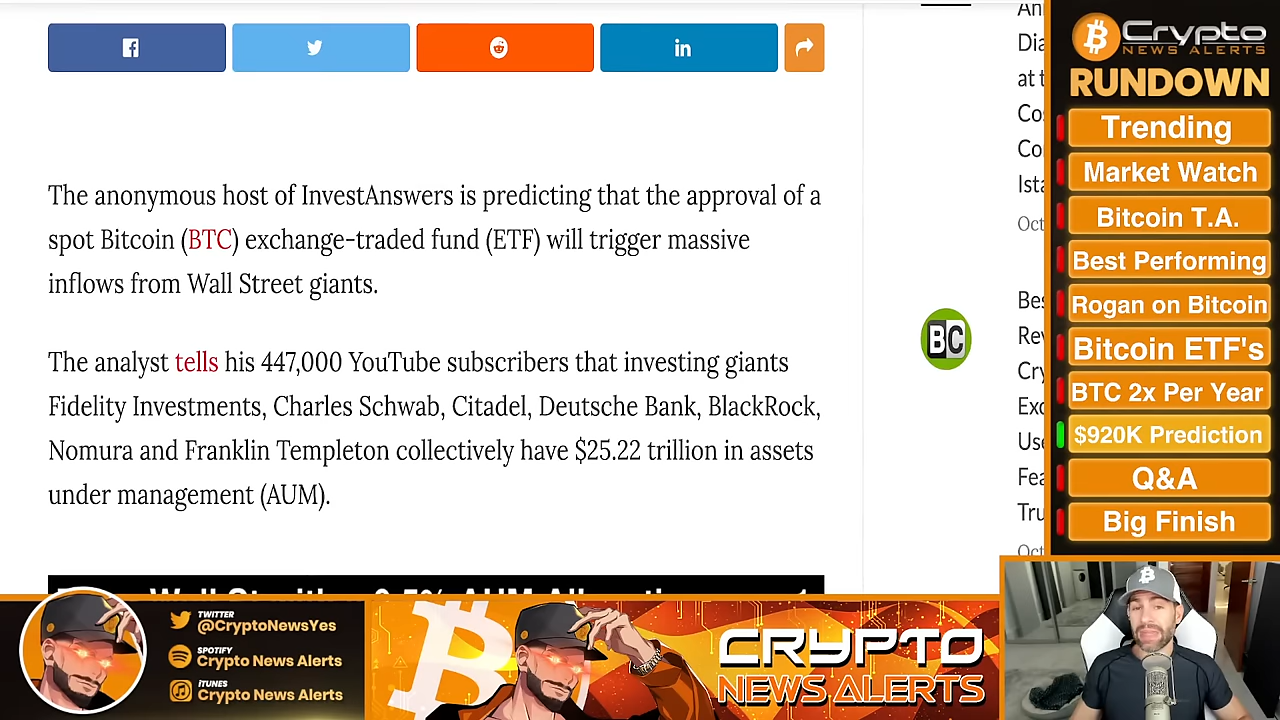 The anonymous host of InvestAnswers is predicting that the approval of a
spot Bitcoin (BTC) exchange-traded fund (ETF) will trigger massive
inflows from Wall Street giants.
The analyst tells his 447,000 YouTube subscribers that investing giants
Fidelity Investments, Charles Schwab, Citadel, Deutsche Bank, BlackRock,
Nomura and Franklin Templeton collectively have $25.22 trillion in assets
under management (AUM).
BC
Oct
Crypto
NEWS ALERTS
RUNDOWN
Trending
Market Watch
Bitcoin T.A.
Best Performing
Rogan on Bitcoin
Bitcoin ETF's
BTC 2x Per Year
$920K Prediction
Q&A
Big Finish
TWITTER
@CryptoNewsYes
SPOTIFY
Crypto News Alerts
iTUNES
Crypto News Alerts
CRYPTO
NEWS ALERTS